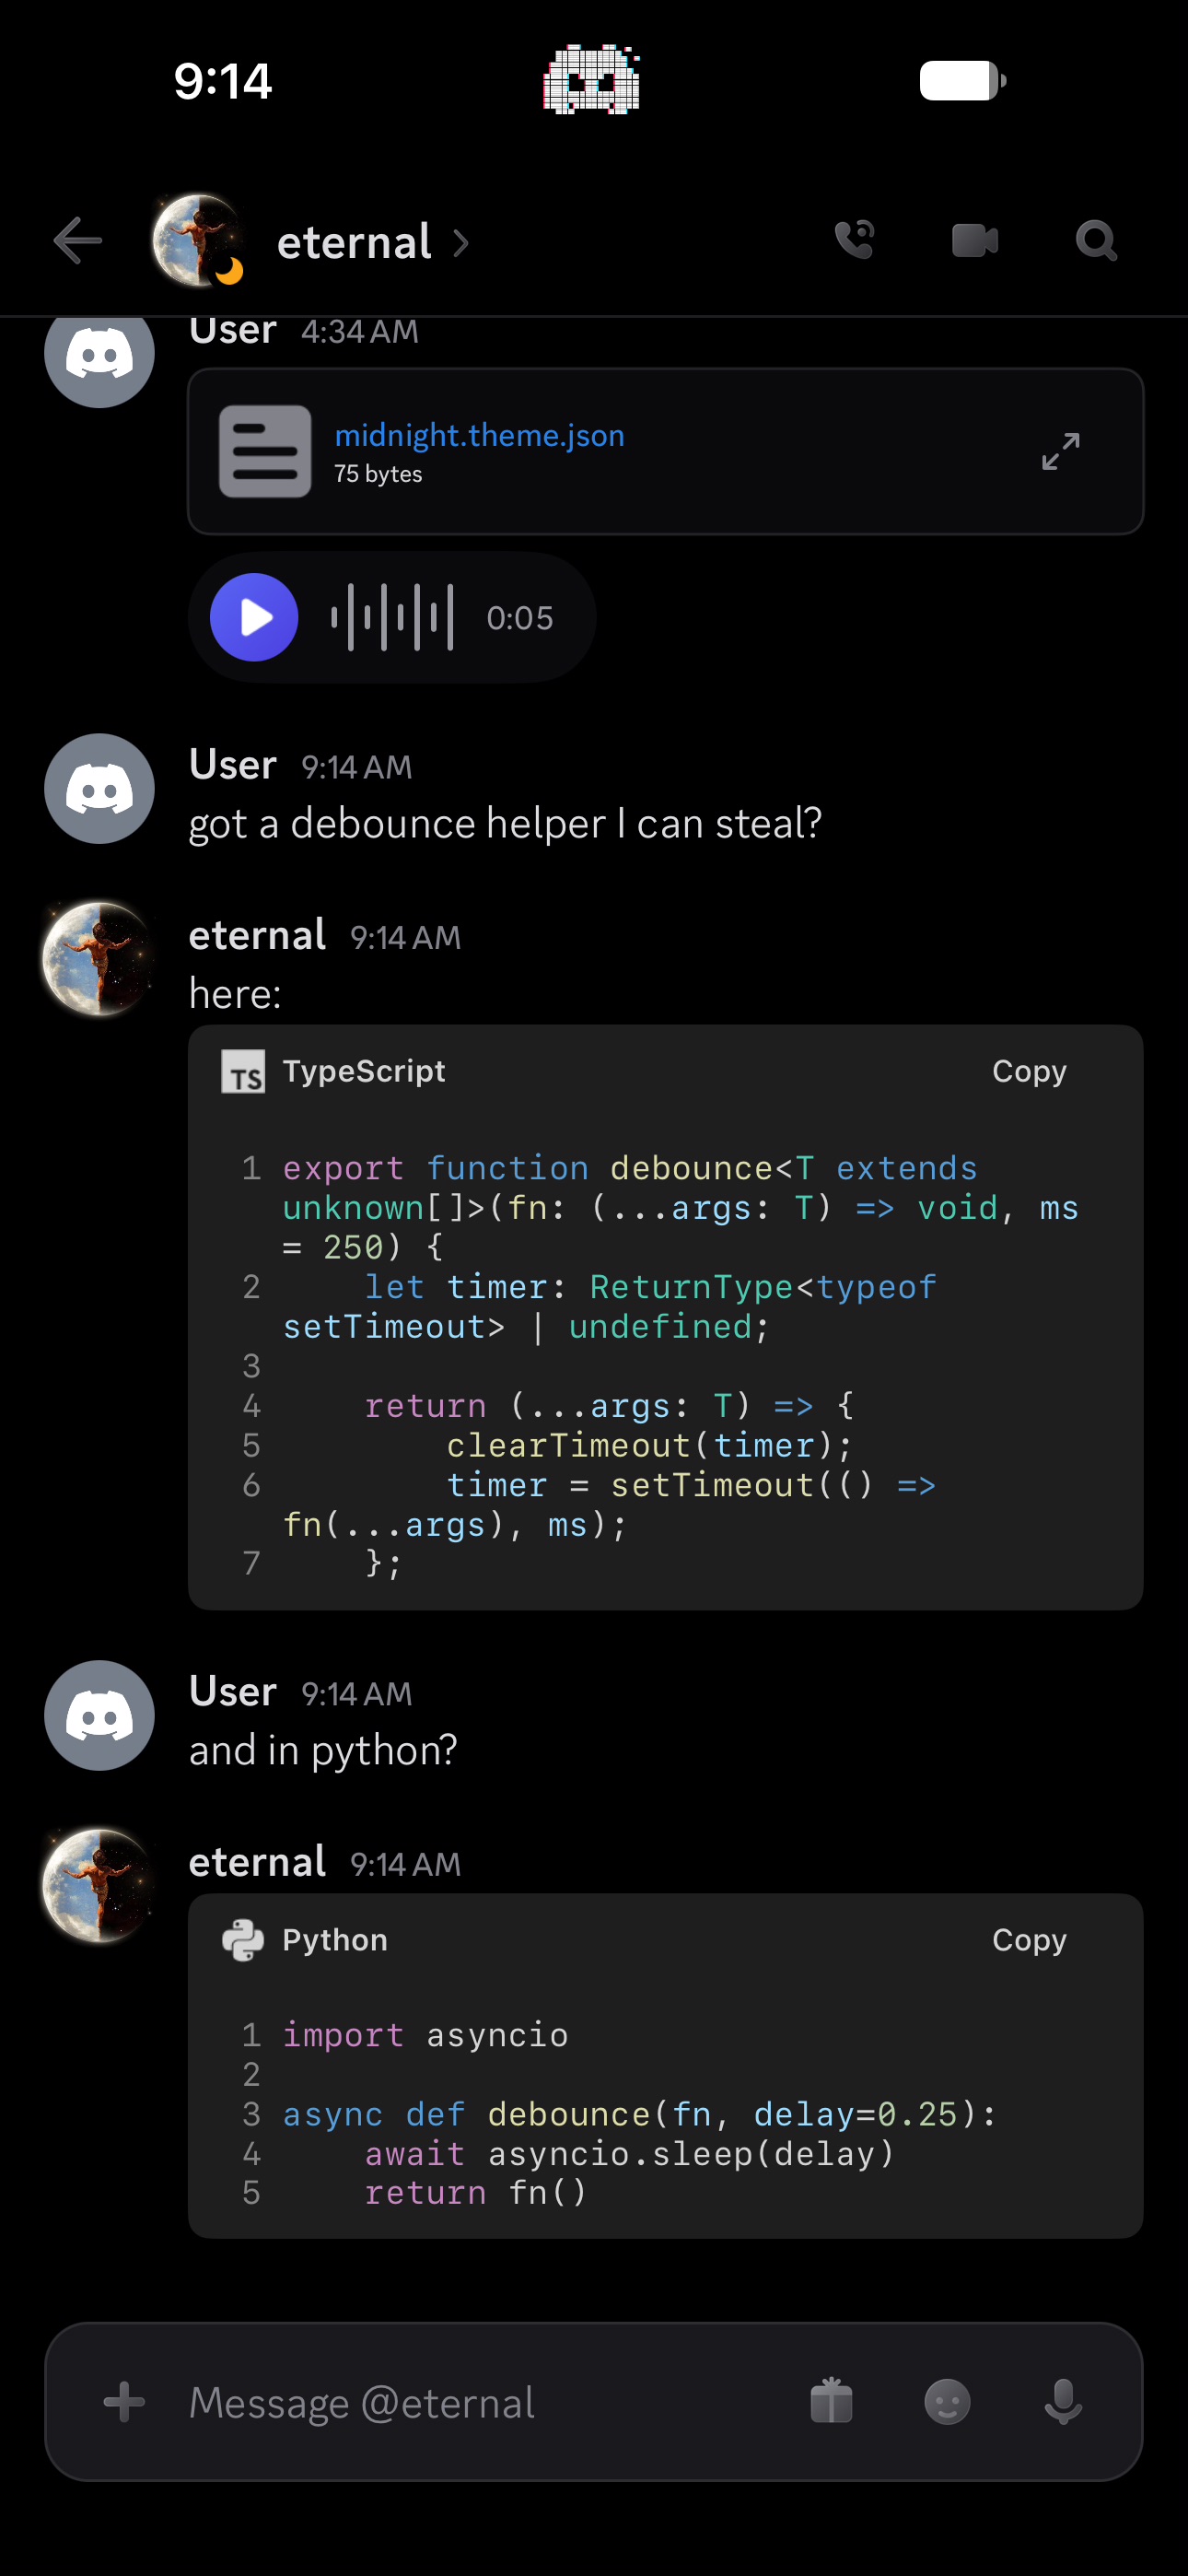 9:14
eternal
User 4:34 AM
midnight.theme.json
75 bytes
0:05
User 9:14 AM
got a debounce helper I can steal?
eternal 9:14 AM
here:
TS TypeScript Copy
1 export function debounce<T extends
unknown[]>(fn: (...args: T) => void, ms
= 250) {
2     let timer: ReturnType<typeof
setTimeout> | undefined;
3
4     return (...args: T) => {
5         clearTimeout(timer);
6         timer = setTimeout(() =>
fn(...args), ms);
7     };
User 9:14 AM
and in python?
eternal 9:14 AM
Python Copy
1 import asyncio
2
3 async def debounce(fn, delay=0.25):
4     await asyncio.sleep(delay)
5     return fn()
Message @eternal